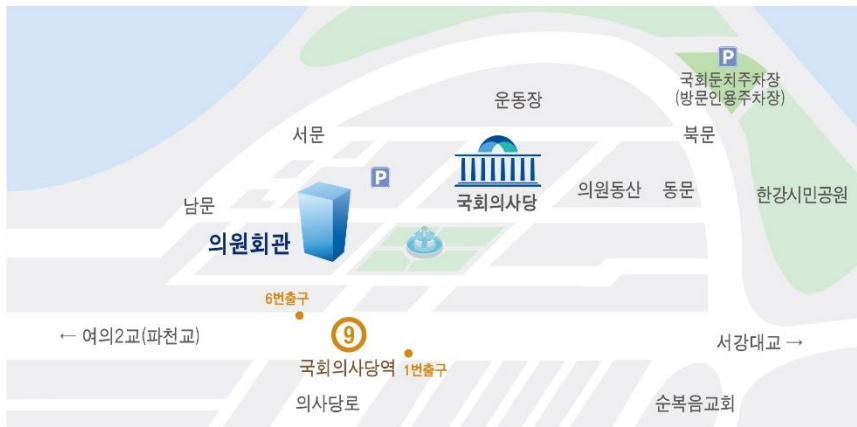 P
국회둔치주차장
(방문인용주차장)
운동장
서문
북문
P
국회의사당
의원동산
동문
한강시민공원
남문
의원회관
6번출구
← 여의2교(파천교)
9
서강대교 →
국회의사당역
1번출구
의사당로
순복음교회